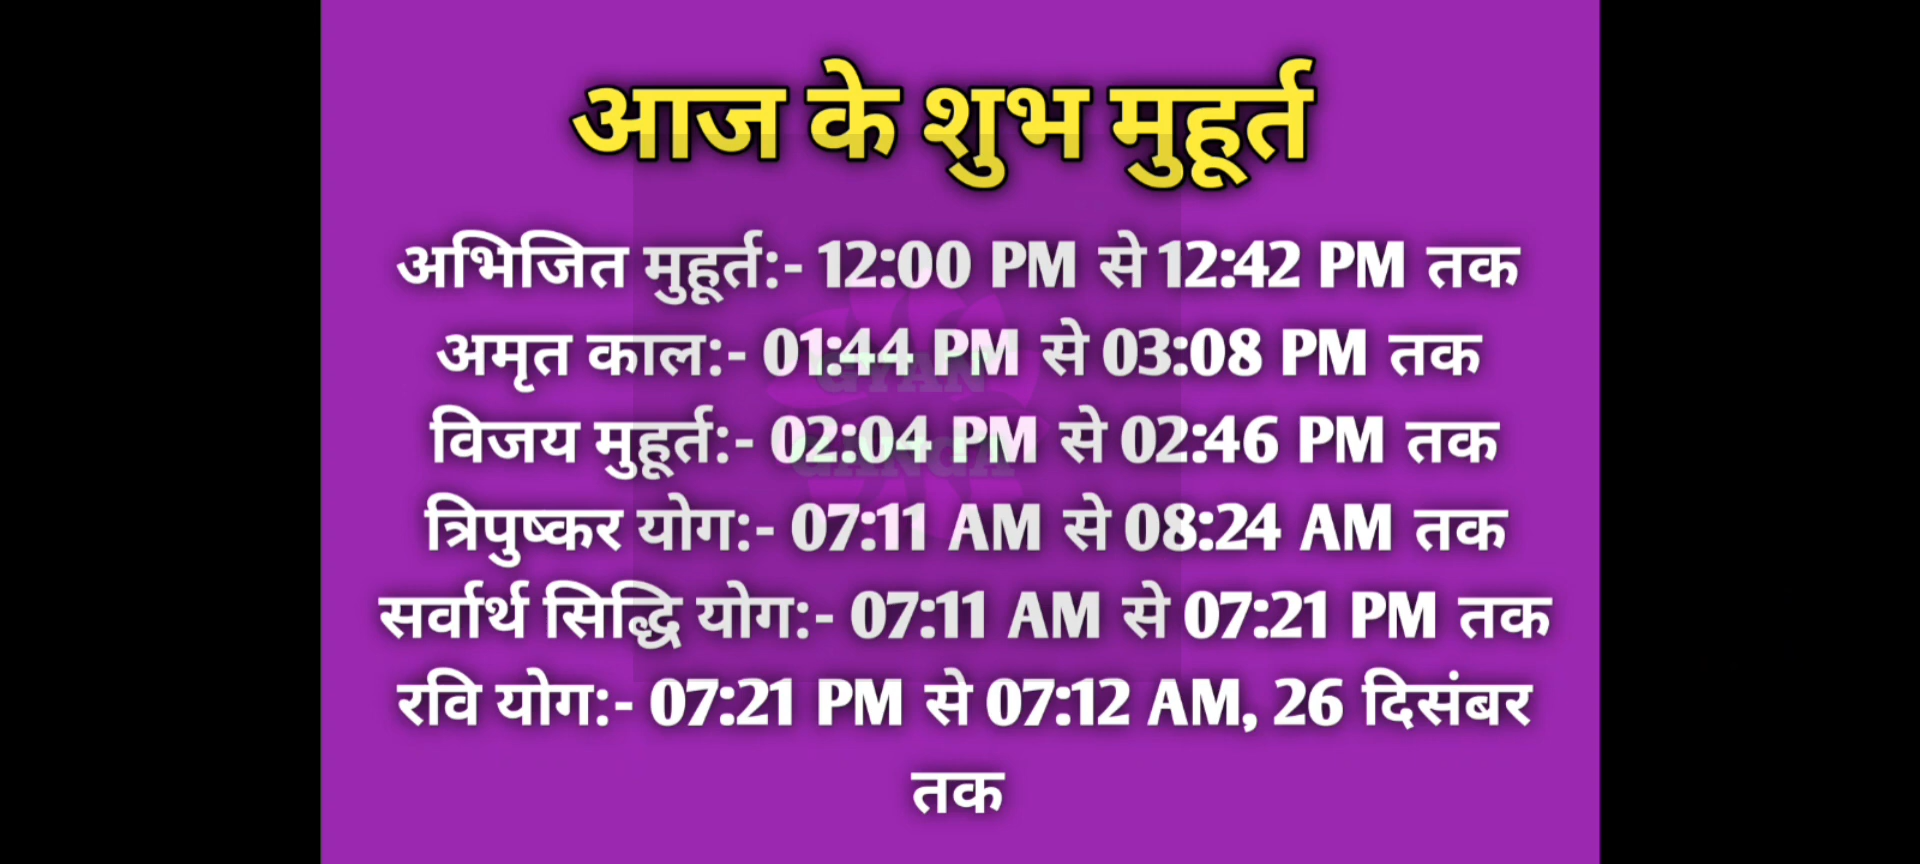 आज के शुभ मुहूर्त
अभिजित मुहूर्त:- 12:00 PM से 12:42 PM तक
अमृत काल:- 01:44 PM से 03:08 PM तक
विजय मुहूर्त:- 02:04 PM से 02:46 PM तक
त्रिपुष्कर योग:- 07:11 AM से 08:24 AM तक
सर्वार्थ सिद्धि योग:- 07:11 AM से 07:21 PM तक
रवि योग:- 07:21 PM से 07:12 AM, 26 दिसंबर
तक
GYAN
GANGA